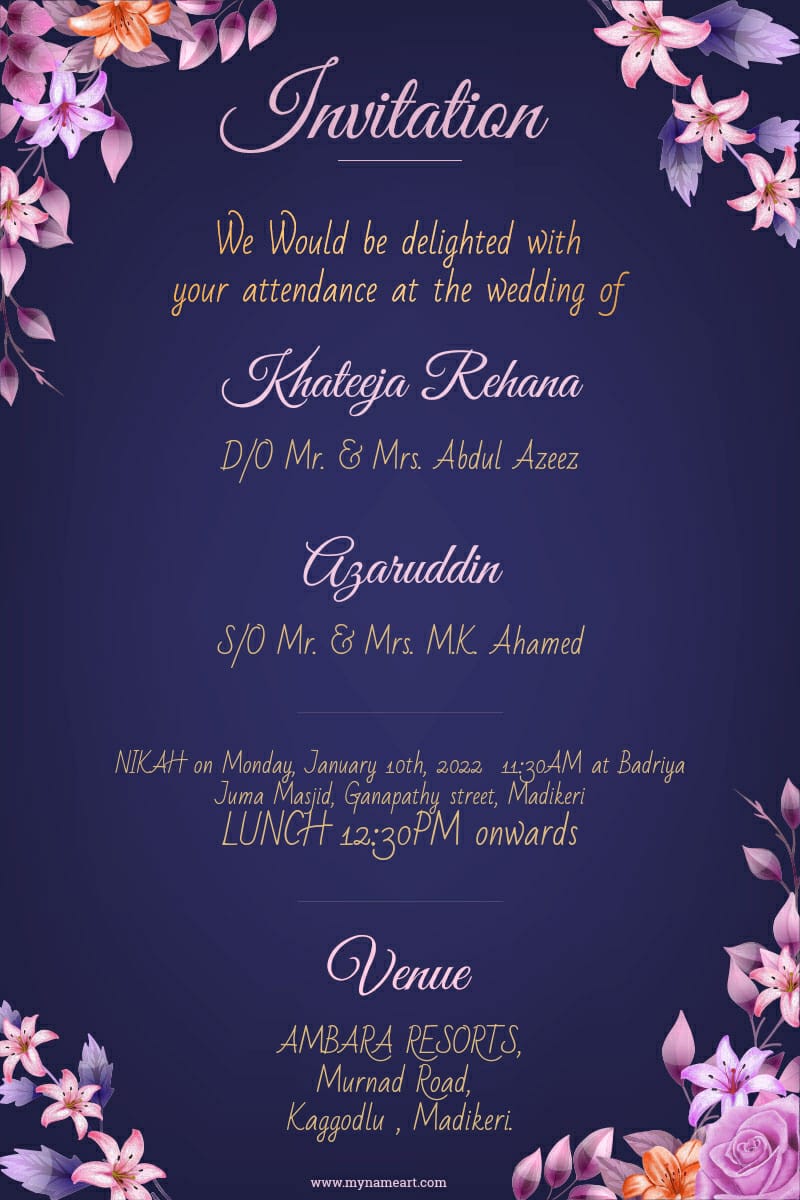 Invitation
We Would be delighted with
your attendance at the wedding of
Khateeja Rehana
D/O Mr. & Mrs. Abdul Azeez
Azaruddin
S/O Mr. & Mrs. M.K. Ahamed
NIKAH on Monday, January 10th, 2022 11:30AM at Badriya
Juma Masjid, Ganapathy street, Madikeri
LUNCH 12:30PM onwards
Venue
AMBARA RESORTS,
Murnad Road,
Kaggodlu , Madikeri.
www.mynameart.com